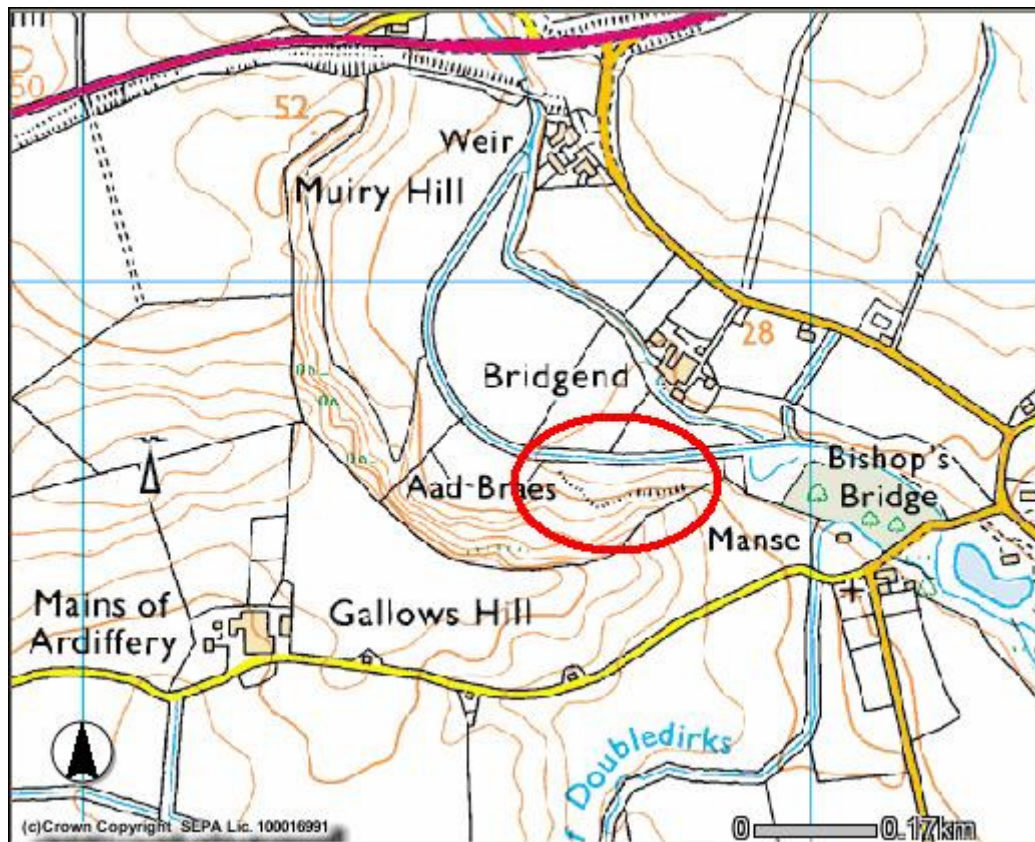 50
52
Weir
Muiry Hill
28
Bridgend
Bishop's
Bridge
Aad Braes
Manse
Mains of
Ardiffery
Gallows Hill
Doubledirks
(c)Crown Copyright SEPA Lic. 100016991
0
0.17km